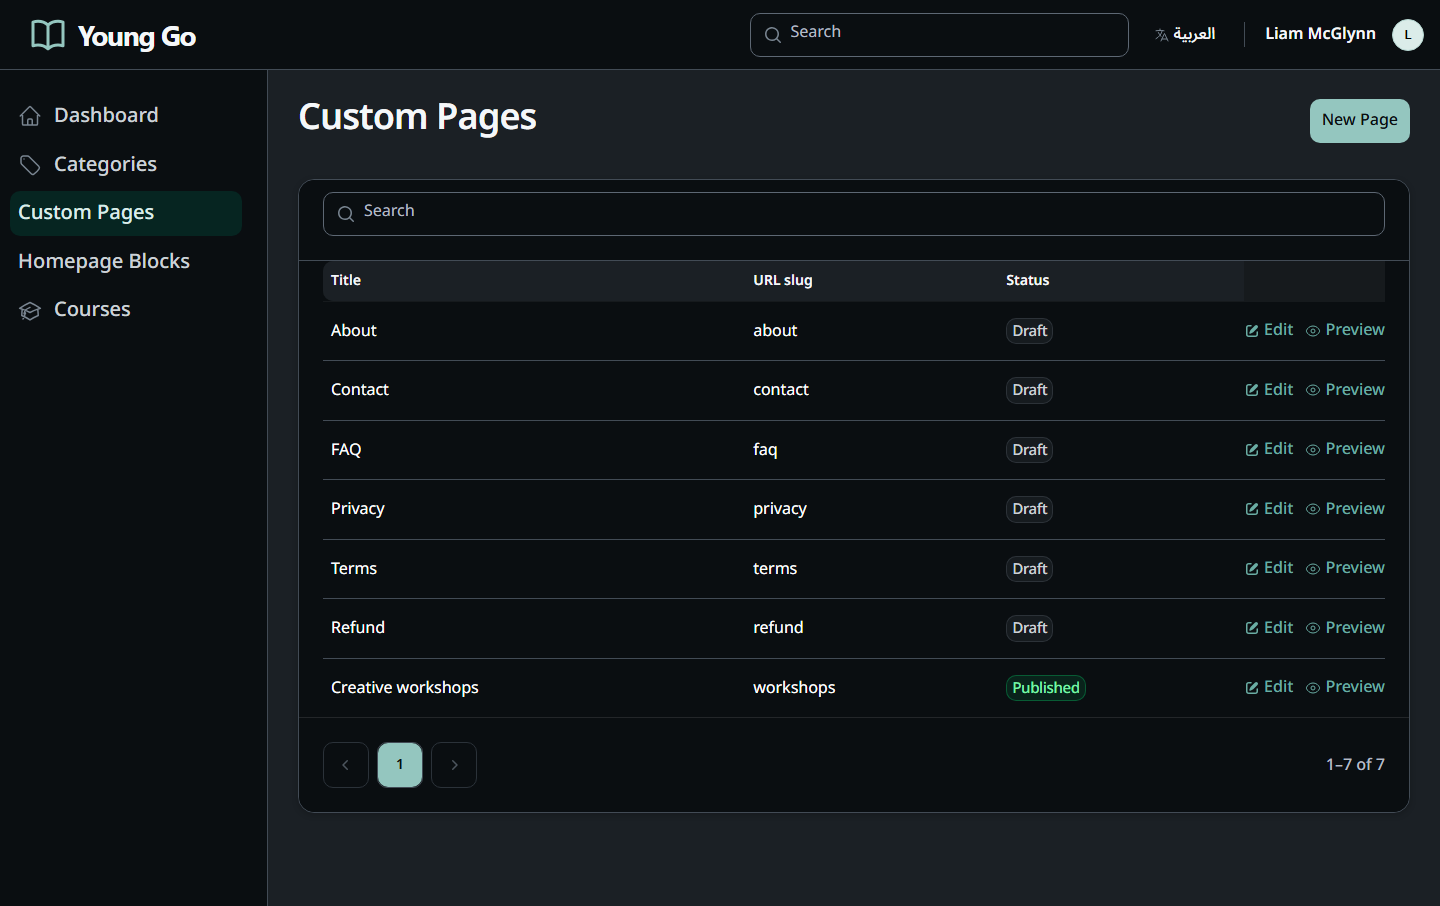 Young Go
Search
العربية
Liam McGlynn
L
Dashboard
Categories
Custom Pages
Homepage Blocks
Courses
Custom Pages
New Page
Search
Title URL slug Status
About about Draft Edit Preview
Contact contact Draft Edit Preview
FAQ faq Draft Edit Preview
Privacy privacy Draft Edit Preview
Terms terms Draft Edit Preview
Refund refund Draft Edit Preview
Creative workshops workshops Published Edit Preview
1
1–7 of 7